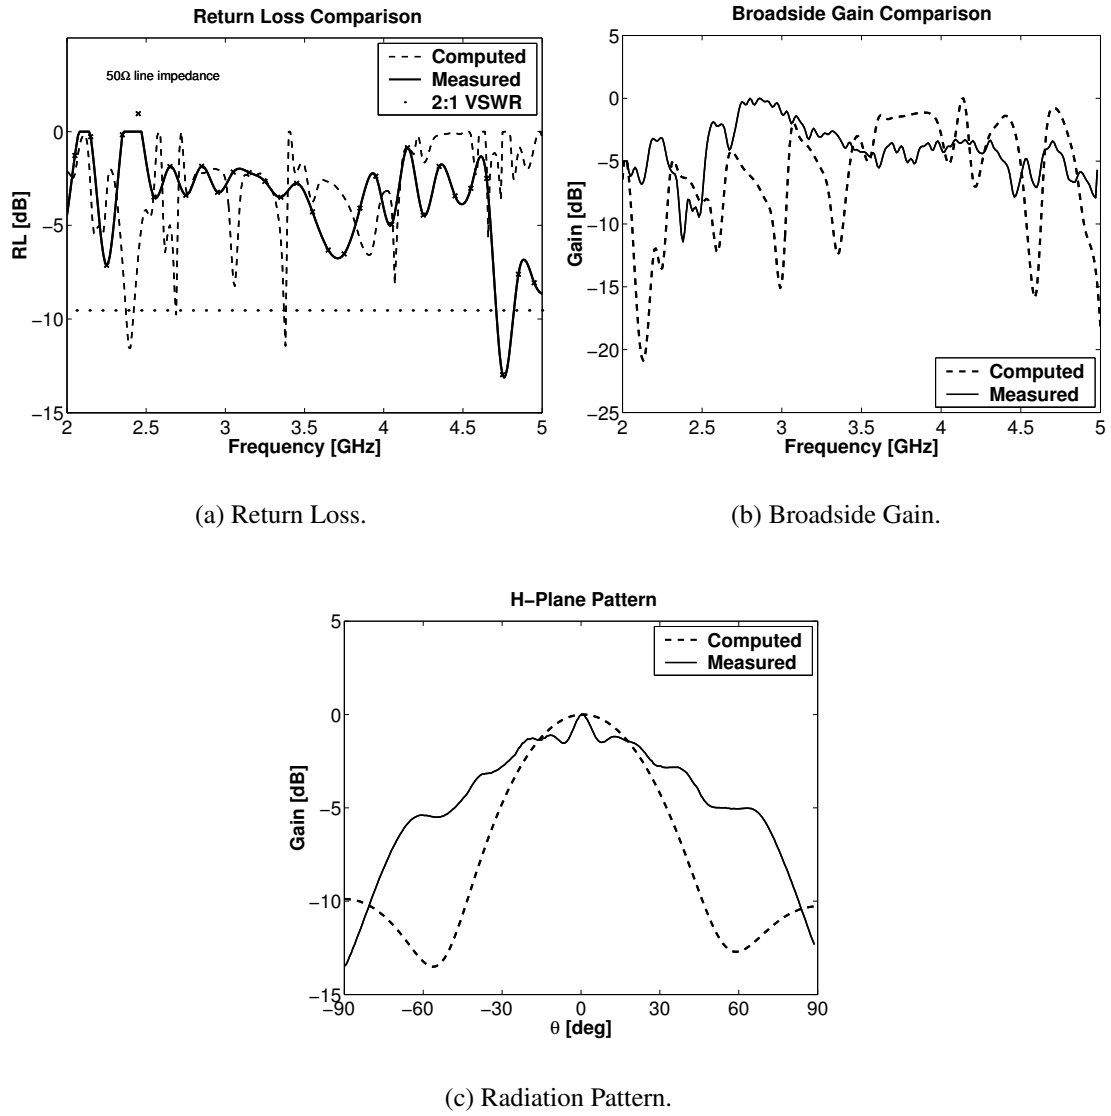 Return Loss Comparison
50Ω line impedance
Computed
Measured
2:1 VSWR
0
−5
−10
−15
RL [dB]
2 2.5 3 3.5 4 4.5 5
Frequency [GHz]
(a) Return Loss.
Broadside Gain Comparison
5
0
−5
−10
−15
−20
−25
Gain [dB]
Computed
Measured
2 2.5 3 3.5 4 4.5 5
Frequency [GHz]
(b) Broadside Gain.
H−Plane Pattern
Computed
Measured
5
0
−5
−10
−15
Gain [dB]
−90 −60 −30 0 30 60 90
θ [deg]
(c) Radiation Pattern.